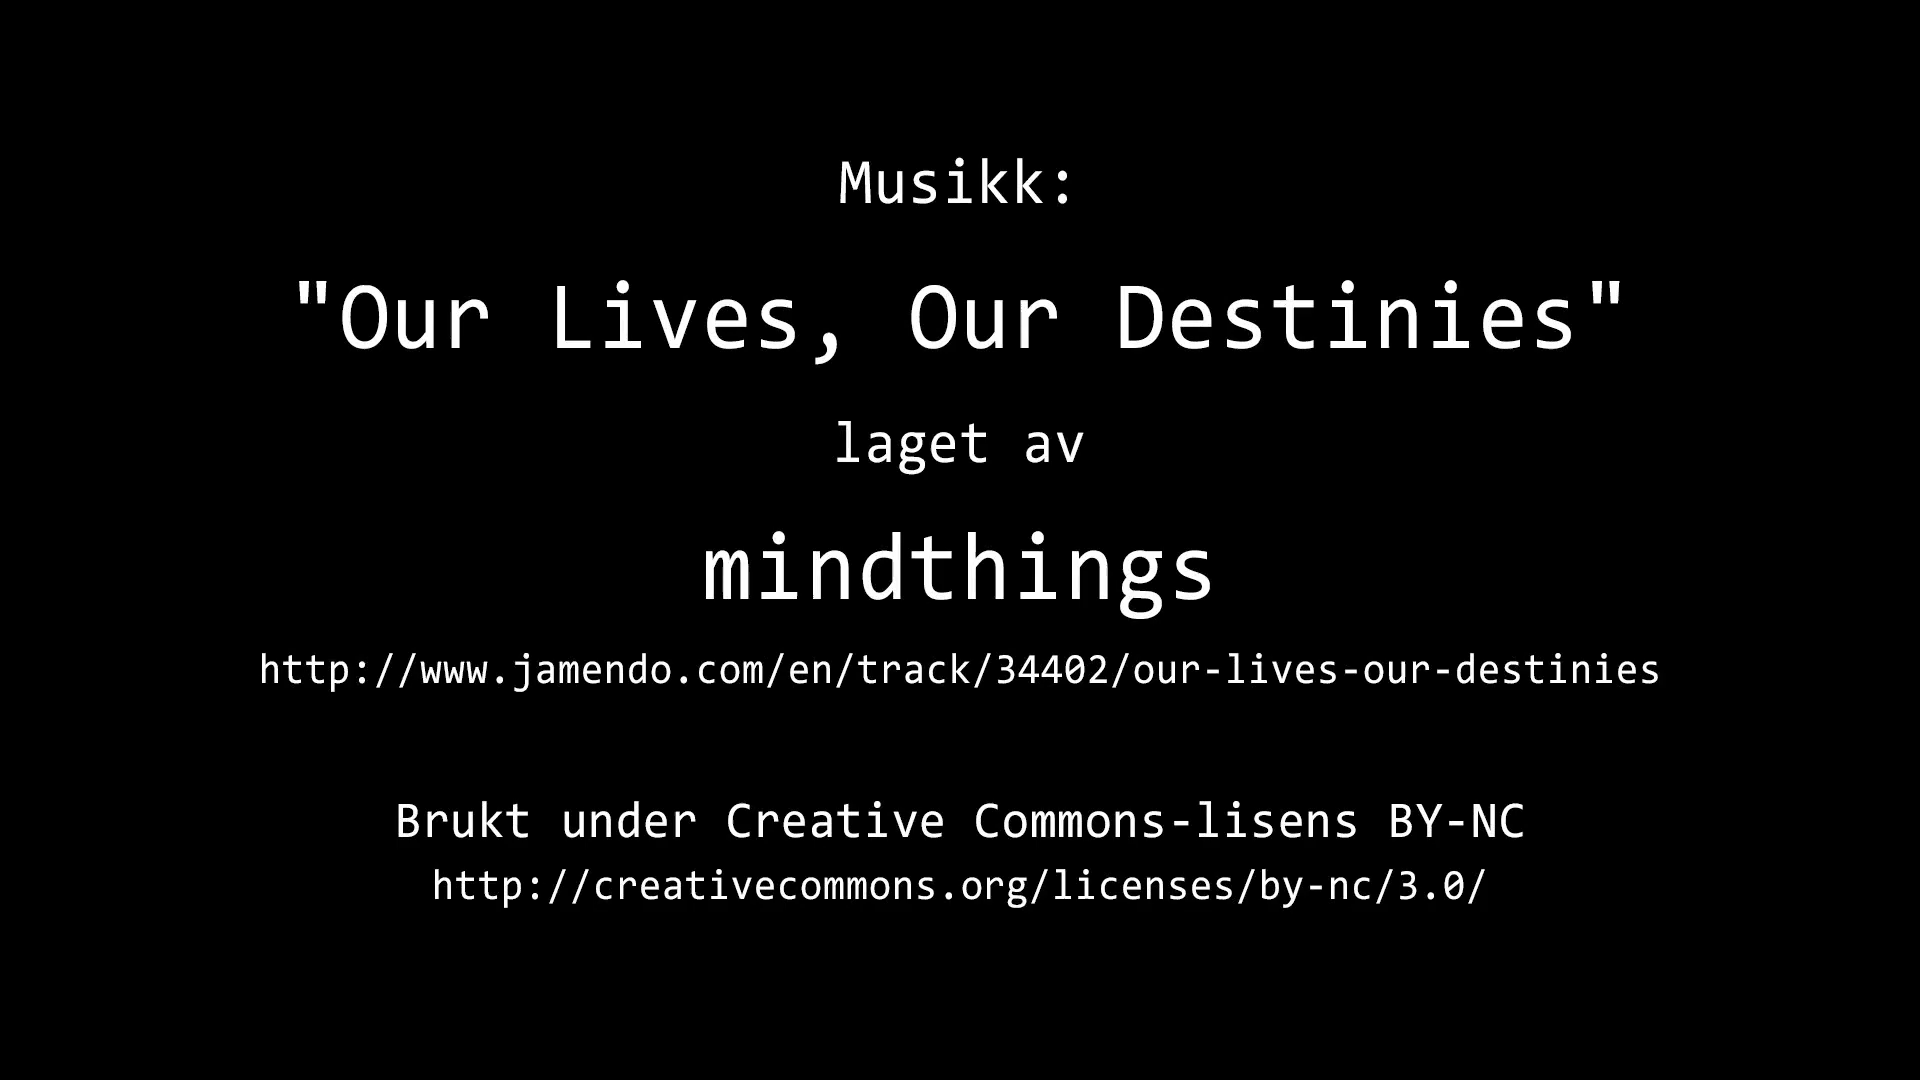 Musikk:
"Our Lives, Our Destinies"
laget av
mindthings
http://www.jamendo.com/en/track/34402/our-lives-our-destinies
Brukt under Creative Commons-lisens BY-NC
http://creativecommons.org/licenses/by-nc/3.0/